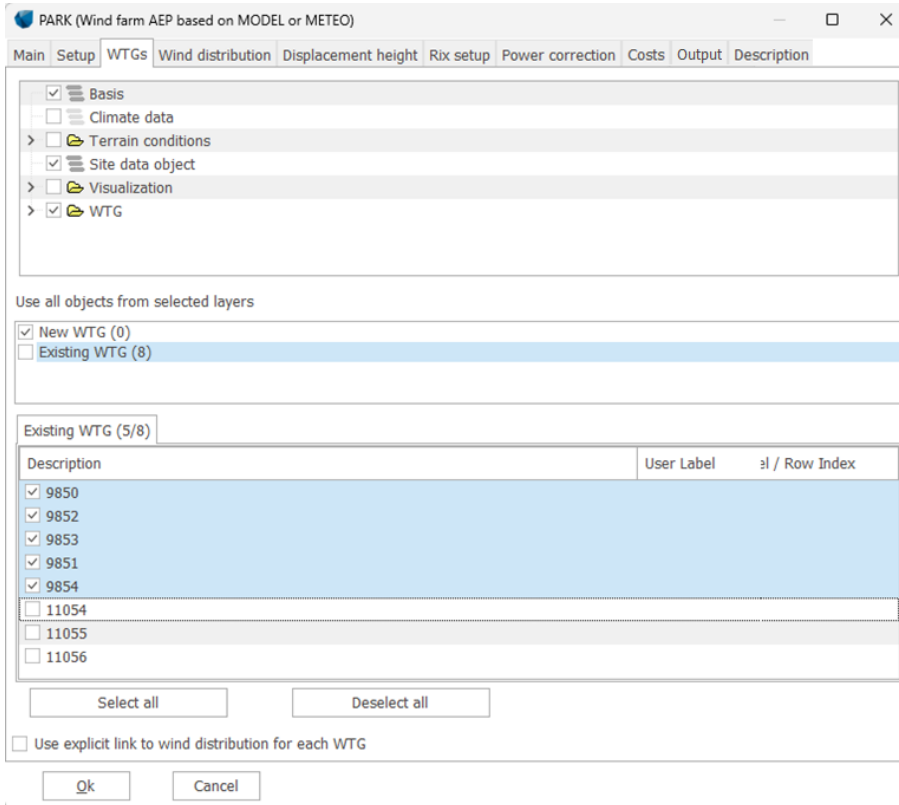 PARK (Wind farm AEP based on MODEL or METEO)
Main Setup WTGs Wind distribution Displacement height Rix setup Power correction Costs Output Description
Basis
Climate data
Terrain conditions
Site data object
Visualization
WTG
Use all objects from selected layers
New WTG (0)
Existing WTG (8)
Existing WTG (5/8)
Description User Label el / Row Index
9850
9852
9853
9851
9854
11054
11055
11056
Select all Deselect all
Use explicit link to wind distribution for each WTG
Ok Cancel